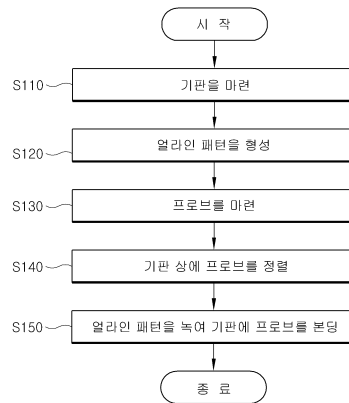 시 작
S110
기판을 마련
S120
얼라인 패턴을 형성
S130
프로브를 마련
S140
기판 상에 프로브를 정렬
S150
얼라인 패턴을 녹여 기판에 프로브를 본딩
종 료